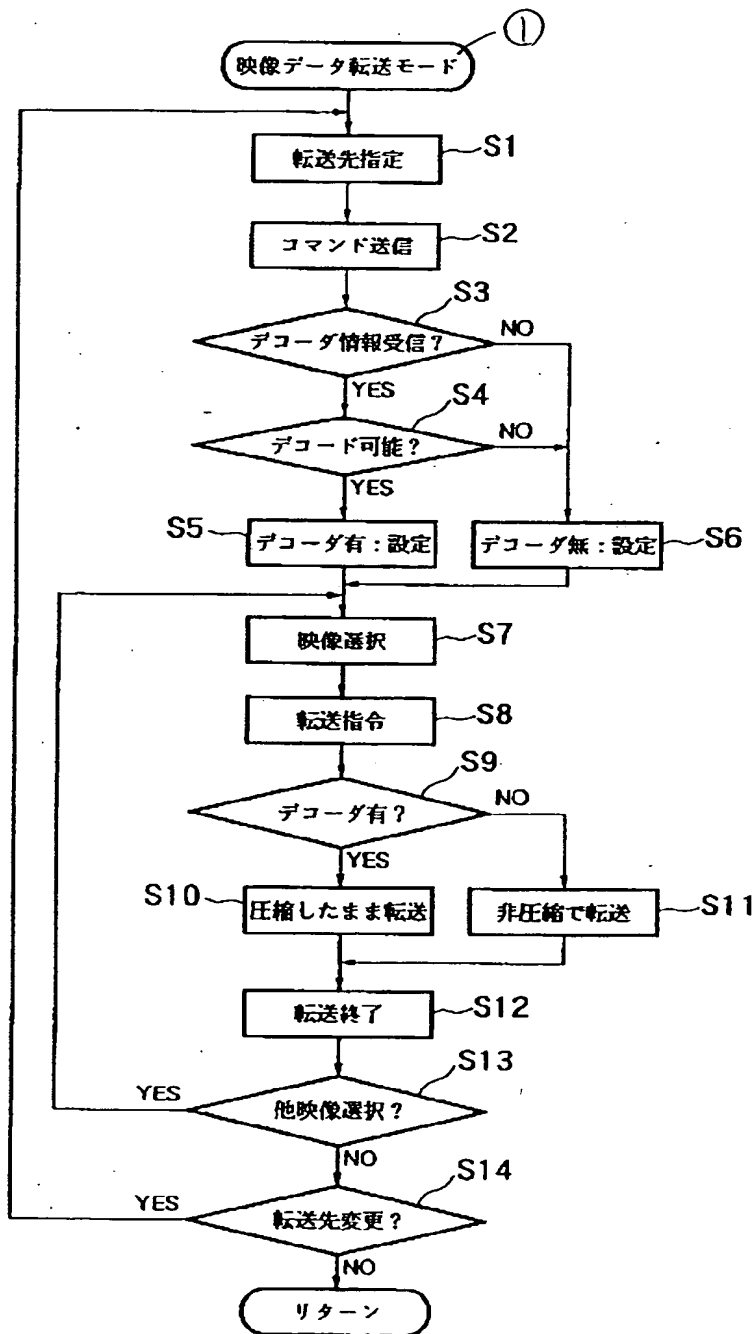 ①
映像データ転送モード
転送先指定
S1
コマンド送信
S2
S3
デコーダ情報受信?
NO
YES
S4
デコード可能?
NO
YES
S5
デコーダ有:設定
デコーダ無:設定
S6
映像選択
S7
転送指令
S8
S9
デコーダ有?
NO
YES
S10
圧縮したまま転送
非圧縮で転送
S11
転送終了
S12
S13
YES
他映像選択?
NO
S14
YES
転送先変更?
NO
リターン